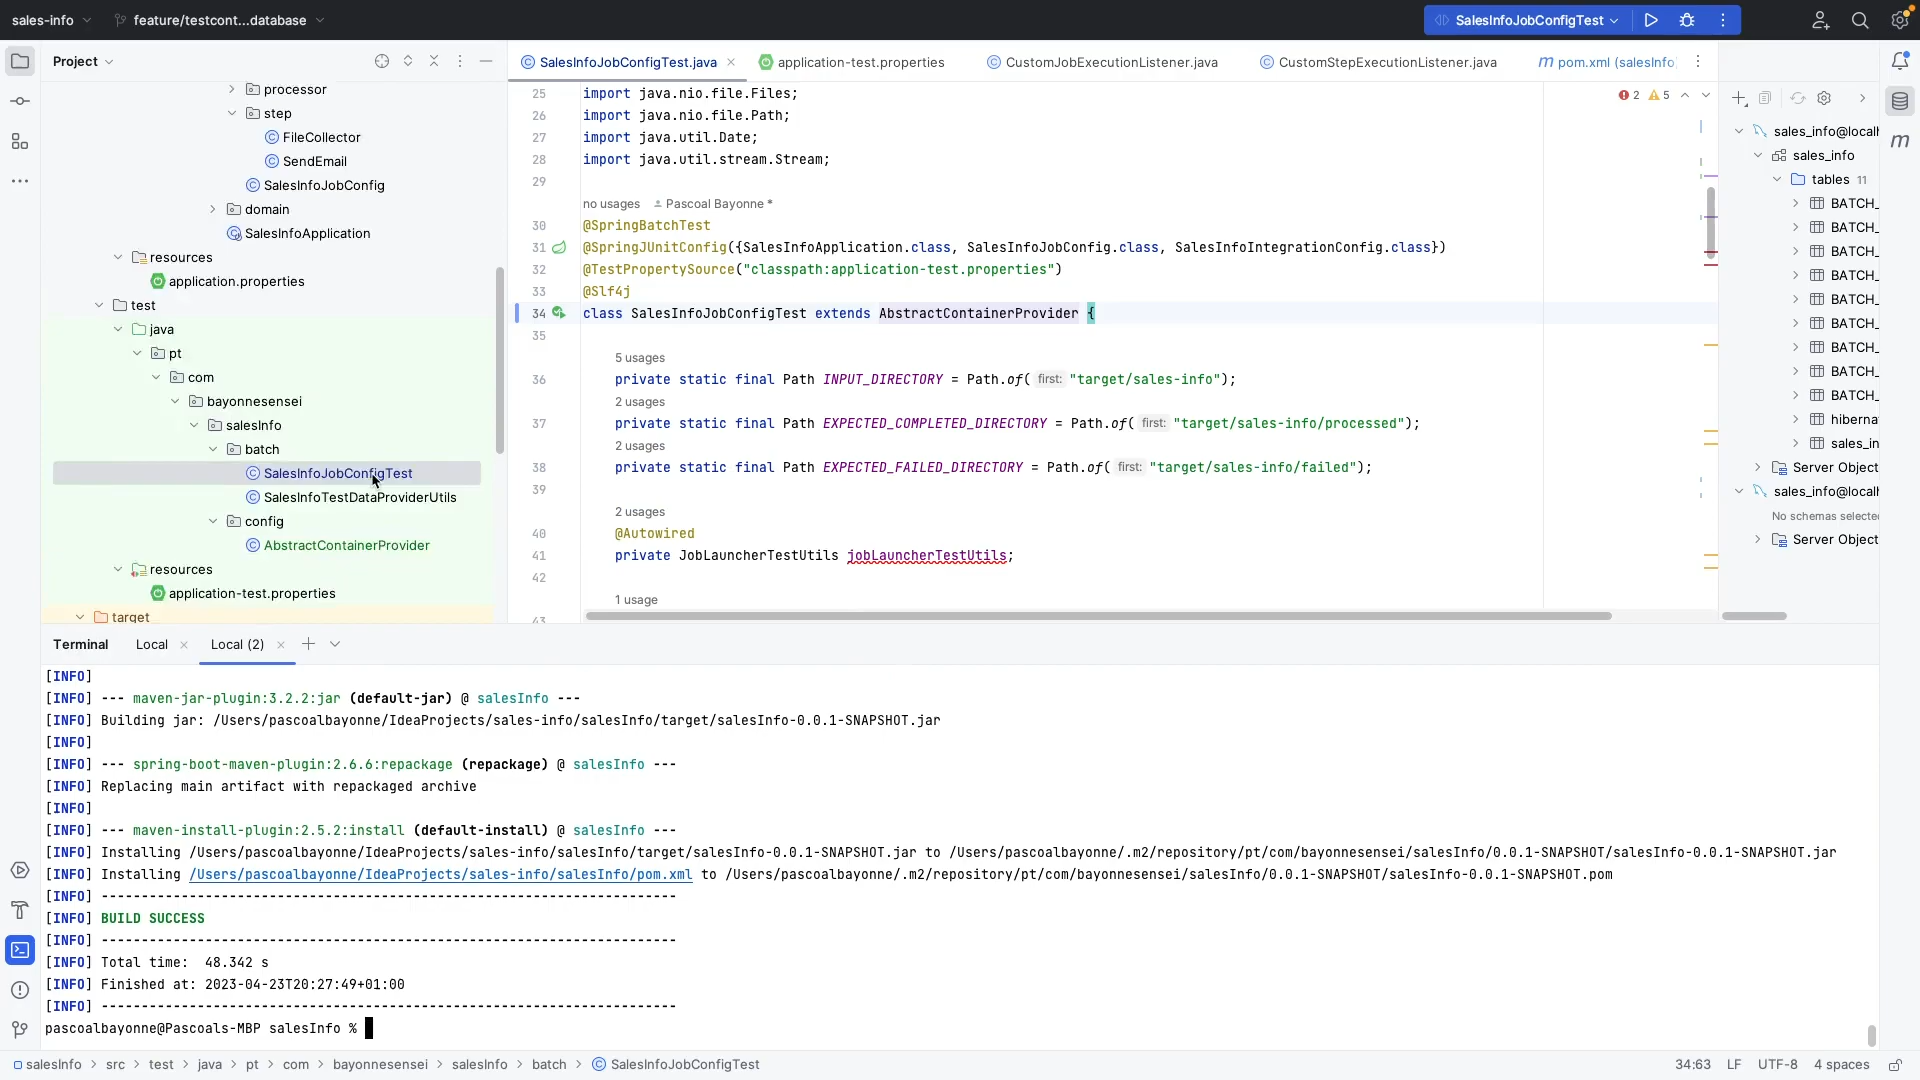 sales-info
feature/testcont...database
SalesInfoJobConfigTest
Project
SalesInfoJobConfigTest.java
application-test.properties
CustomJobExecutionListener.java
CustomStepExecutionListener.java
pom.xml (salesInfo
processor
step
FileCollector
SendEmail
SalesInfoJobConfig
domain
SalesInfoApplication
resources
application.properties
test
java
pt
com
bayonnesensei
salesInfo
batch
SalesInfoJobConfigTest
SalesInfoTestDataProviderUtils
config
AbstractContainerProvider
resources
application-test.properties
target
2 5
25 import java.nio.file.Files;
26 import java.nio.file.Path;
27 import java.util.Date;
28 import java.util.stream.Stream;
29
no usages Pascoal Bayonne *
30 @SpringBatchTest
31 @SpringJUnitConfig({SalesInfoApplication.class, SalesInfoJobConfig.class, SalesInfoIntegrationConfig.class})
32 @TestPropertySource("classpath:application-test.properties")
33 @Slf4j
34 class SalesInfoJobConfigTest extends AbstractContainerProvider {
35
5 usages
36 private static final Path INPUT_DIRECTORY = Path.of( first: "target/sales-info");
2 usages
37 private static final Path EXPECTED_COMPLETED_DIRECTORY = Path.of( first: "target/sales-info/processed");
2 usages
38 private static final Path EXPECTED_FAILED_DIRECTORY = Path.of( first: "target/sales-info/failed");
39
2 usages
40 @Autowired
41 private JobLauncherTestUtils jobLauncherTestUtils;
42
1 usage
43
m
sales_info@localh
sales_info
tables 11
BATCH_
BATCH_
BATCH_
BATCH_
BATCH_
BATCH_
BATCH_
BATCH_
BATCH_
hiberna
sales_in
Server Object
sales_info@localh
No schemas selected
Server Object
Terminal Local Local (2)
[INFO]
[INFO] --- maven-jar-plugin:3.2.2:jar (default-jar) @ salesInfo ---
[INFO] Building jar: /Users/pascoalbayonne/IdeaProjects/sales-info/salesInfo/target/salesInfo-0.0.1-SNAPSHOT.jar
[INFO]
[INFO] --- spring-boot-maven-plugin:2.6.6:repackage (repackage) @ salesInfo ---
[INFO] Replacing main artifact with repackaged archive
[INFO]
[INFO] --- maven-install-plugin:2.5.2:install (default-install) @ salesInfo ---
[INFO] Installing /Users/pascoalbayonne/IdeaProjects/sales-info/salesInfo/target/salesInfo-0.0.1-SNAPSHOT.jar to /Users/pascoalbayonne/.m2/repository/pt/com/bayonnesensei/salesInfo/0.0.1-SNAPSHOT/salesInfo-0.0.1-SNAPSHOT.jar
[INFO] Installing /Users/pascoalbayonne/IdeaProjects/sales-info/salesInfo/pom.xml to /Users/pascoalbayonne/.m2/repository/pt/com/bayonnesensei/salesInfo/0.0.1-SNAPSHOT/salesInfo-0.0.1-SNAPSHOT.pom
[INFO] ------------------------------------------------------------------------
[INFO] BUILD SUCCESS
[INFO] ------------------------------------------------------------------------
[INFO] Total time:  48.342 s
[INFO] Finished at: 2023-04-23T20:27:49+01:00
[INFO] ------------------------------------------------------------------------
pascoalbayonne@Pascoals-MBP salesInfo %
salesInfo > src > test > java > pt > com > bayonnesensei > salesInfo > batch > SalesInfoJobConfigTest
34:63 LF UTF-8 4 spaces